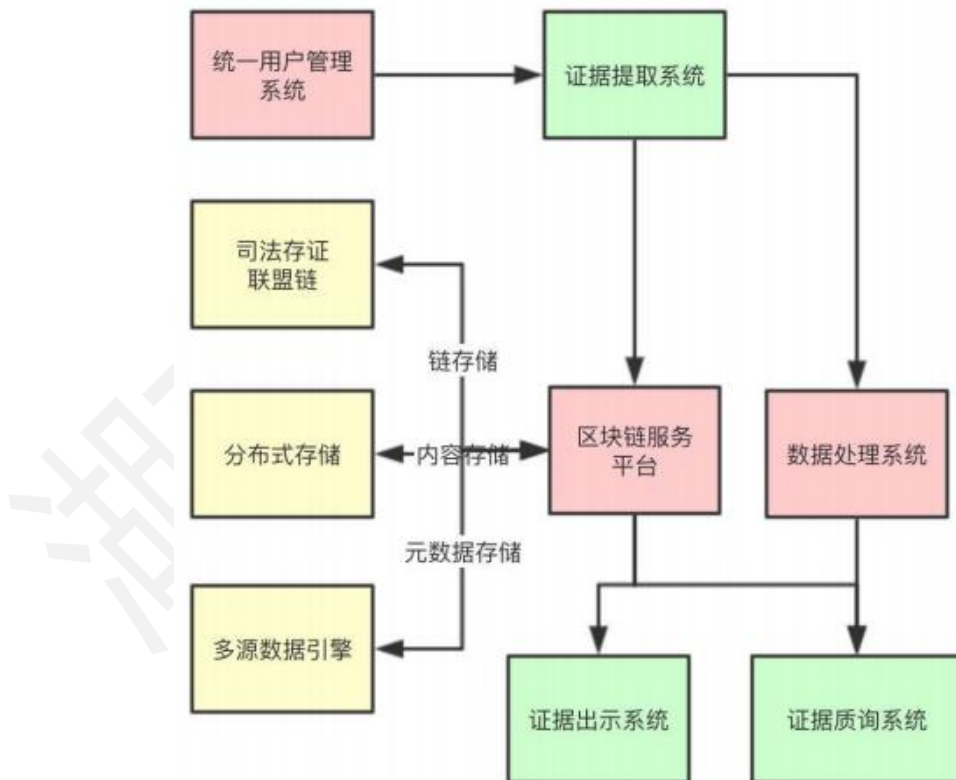 统一用户管理
系统
证据提取系统
司法存证
联盟链
链存储
分布式存储
内容存储
区块链服务
平台
数据处理系统
元数据存储
多源数据引擎
证据出示系统
证据质询系统